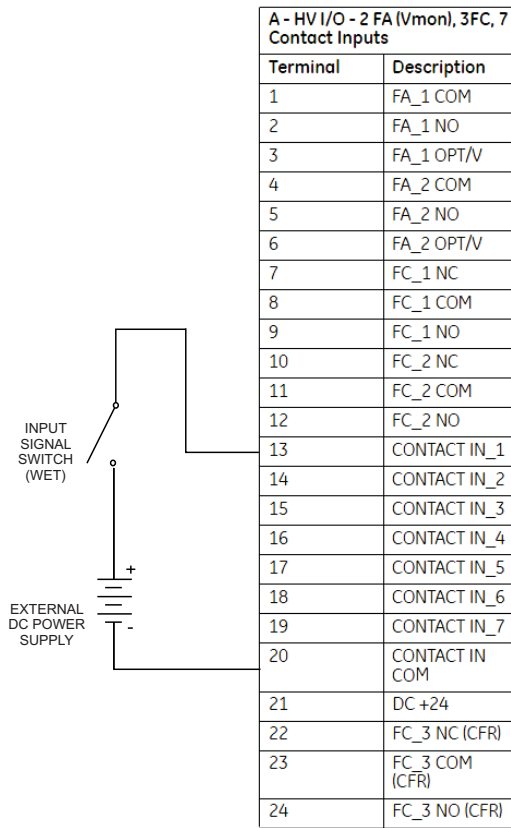 A - HV I/O - 2 FA (Vmon), 3FC, 7
Contact Inputs
Terminal Description
1 FA_1 COM
2 FA_1 NO
3 FA_1 OPT/V
4 FA_2 COM
5 FA_2 NO
6 FA_2 OPT/V
7 FC_1 NC
8 FC_1 COM
9 FC_1 NO
10 FC_2 NC
11 FC_2 COM
12 FC_2 NO
13 CONTACT IN_1
14 CONTACT IN_2
15 CONTACT IN_3
16 CONTACT IN_4
17 CONTACT IN_5
18 CONTACT IN_6
19 CONTACT IN_7
20 CONTACT IN
COM
21 DC +24
22 FC_3 NC (CFR)
23 FC_3 COM
(CFR)
24 FC_3 NO (CFR)
INPUT
SIGNAL
SWITCH
(WET)
+
EXTERNAL
DC POWER
SUPPLY
-